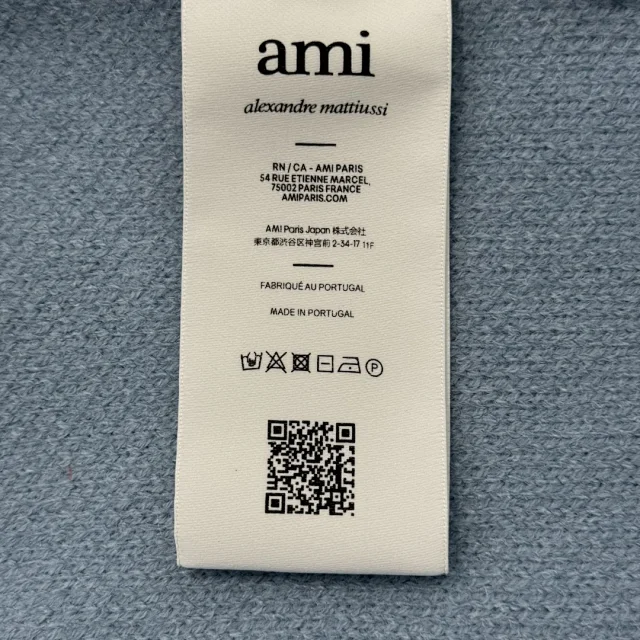 ami
alexandre mattiussi
RN / CA - AMI PARIS
54 RUE ETIENNE MARCEL,
75002 PARIS FRANCE
AMIPARIS.COM
AMI Paris Japan 株式会社
東京都渋谷区神宮前 2-34-17 11F
FABRIQUÉ AU PORTUGAL
MADE IN PORTUGAL
P